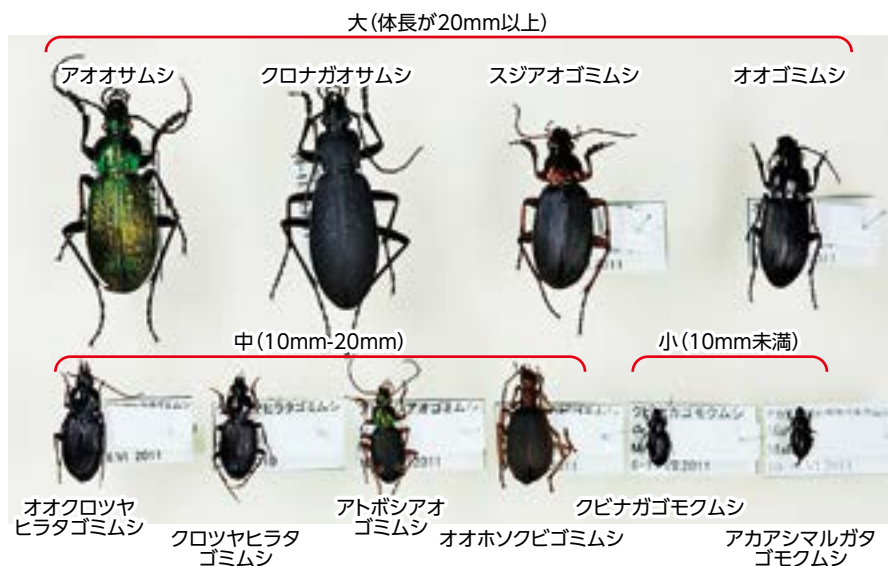 大(体長が20mm以上)
アオオサムシ
クロナガオサムシ
スジアオゴミムシ
オオゴミムシ
中(10mm-20mm)
小(10mm未満)
オオクロツヤ
ヒラタゴミムシ
クロツヤヒラタ
ゴミムシ
アトボシアオ
ゴミムシ
オオホソクビゴミムシ
クビナガゴモクムシ
アカアシマルガタ
ゴモクムシ